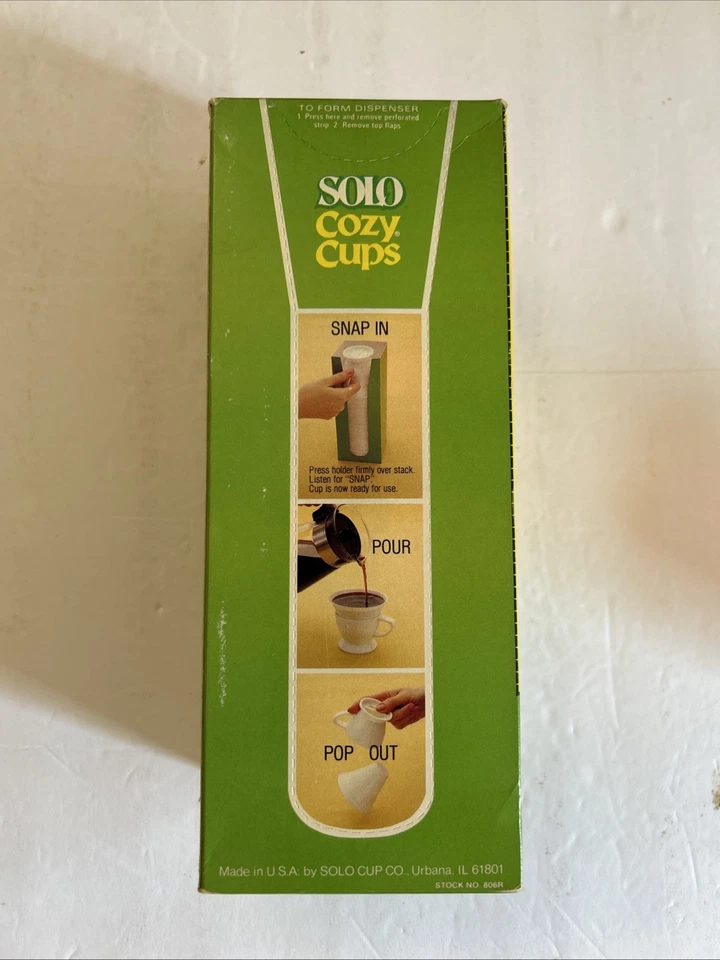 TO FORM DISPENSER
1 Press here and remove perforated
strip. 2 Remove top flaps
SOLO
Cozy®
Cups
SNAP IN
Press holder firmly over stack.
Listen for "SNAP."
Cup is now ready for use.
POUR
POP OUT
Made in U.S.A. by SOLO CUP CO., Urbana, IL 61801
STOCK NO. 806R